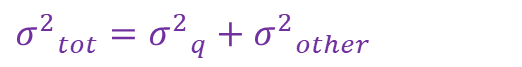 σ²tot = σ²q + σ²other